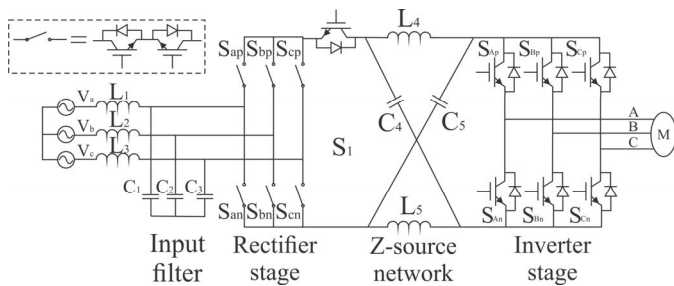 =
L₄
Sap Sbp Scp
SAp SBp SCp
Va L₁
Vb L₂
Vc L₃
C₄ C₅
A
B
C
M
S₁
C₁ C₂ C₃
San Sbn Scn
L₅
SAn SBn SCn
Input filter
Rectifier stage
Z-source network
Inverter stage